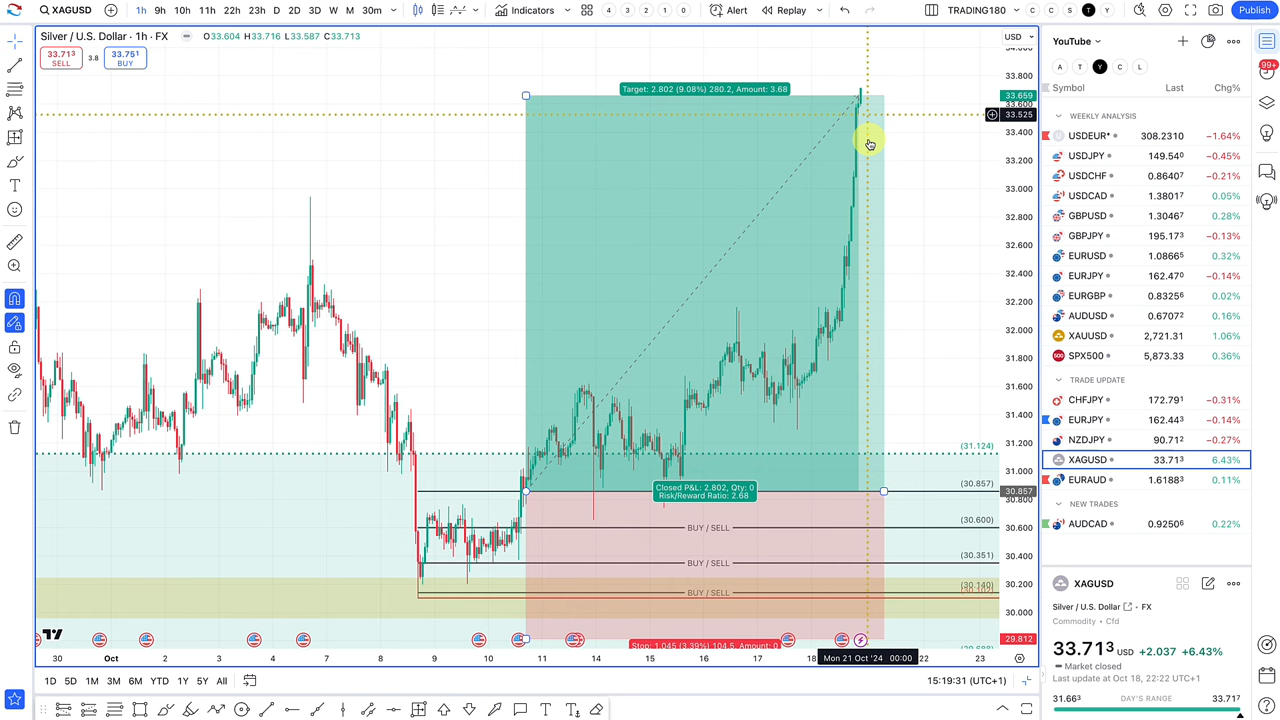 XAGUSD
1h 9h 10h 11h 22h 23h D 2D 3D W M 30m
Indicators
4 3 2 1 0
Alert
Replay
TRADING180
C C S T Y
Publish
Silver / U.S. Dollar · 1h · FX
O33.604 H33.716 L33.587 C33.713
33.713
SELL
3.8
33.751
BUY
USD
34.000
33.800
33.659
33.600
33.525
33.400
33.200
33.000
32.800
32.600
32.400
32.200
32.000
31.800
31.600
31.400
31.200
31.000
30.857
30.800
30.600
30.400
30.200
30.000
29.812
Target: 2.802 (9.08%) 280.2, Amount: 3.68
(31.124)
(30.857)
Closed P&L: 2.802, Qty: 0
Risk/Reward Ratio: 2.68
(30.600)
BUY / SELL
(30.351)
BUY / SELL
(30.140)
BUY / SELL
Stop: 1.045 (3.39%) 104.5, Amount: 0
30 Oct 2 3 4 6 7 8 9 10 11 13 14 15 16 17 18 Mon 21 Oct '24 00:00 22 23
1D 5D 1M 3M 6M YTD 1Y 5Y All
15:19:31 (UTC+1)
YouTube
A T Y C L
Symbol Last Chg%
WEEKLY ANALYSIS
USDEUR* 308.2310 −1.64%
USDJPY 149.540 −0.45%
USDCHF 0.86407 −0.21%
USDCAD 1.38017 0.05%
GBPUSD 1.30467 0.28%
GBPJPY 195.173 −0.13%
EURUSD 1.08665 0.32%
EURJPY 162.470 −0.14%
EURGBP 0.83256 0.02%
AUDUSD 0.67072 0.16%
XAUUSD 2,721.31 1.06%
SPX500 5,873.33 0.36%
TRADE UPDATE
CHFJPY 172.791 −0.31%
EURJPY 162.443 −0.14%
NZDJPY 90.712 −0.27%
XAGUSD 33.713 6.43%
EURAUD 1.61883 0.11%
NEW TRADES
AUDCAD 0.92506 0.22%
XAGUSD
Silver / U.S. Dollar · FX
Commodity · Cfd
33.713 USD +2.037 +6.43%
Market closed
Last update at Oct 18, 22:22 UTC+1
31.663 DAY'S RANGE 33.717
99+